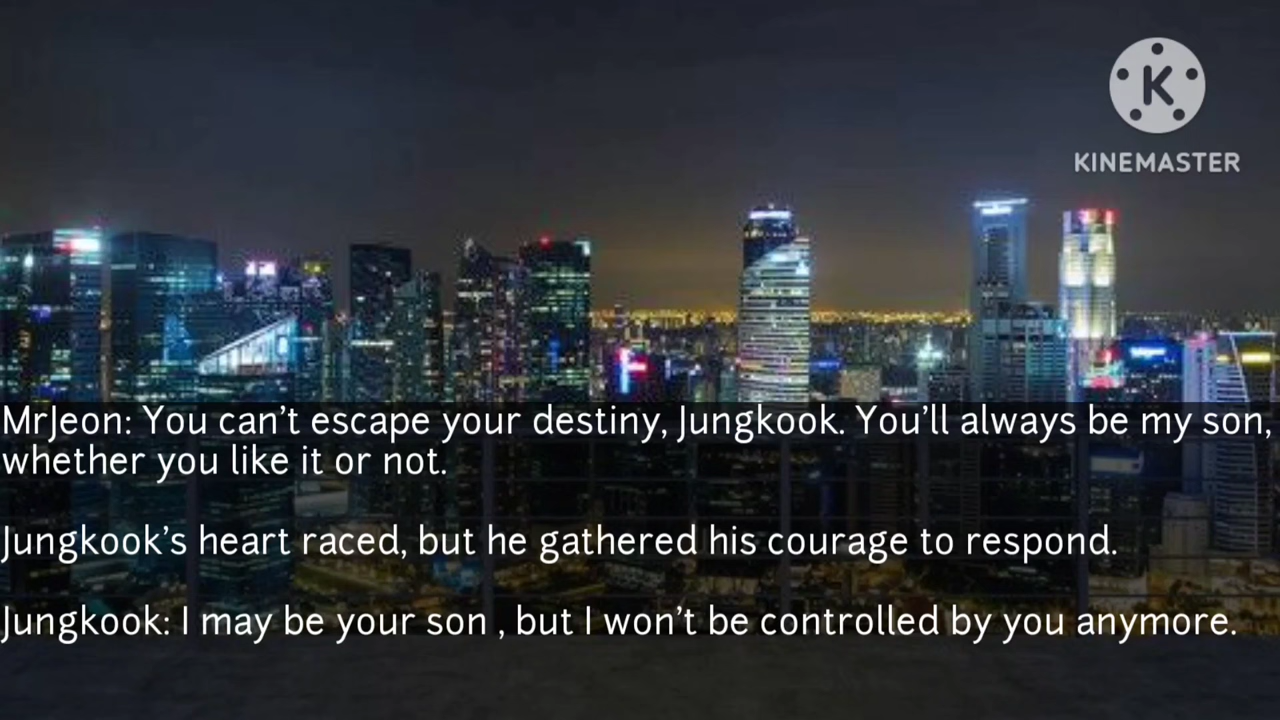 K
KINEMASTER
MrJeon: You can’t escape your destiny, Jungkook. You’ll always be my son,
whether you like it or not.
Jungkook’s heart raced, but he gathered his courage to respond.
Jungkook: I may be your son , but I won’t be controlled by you anymore.